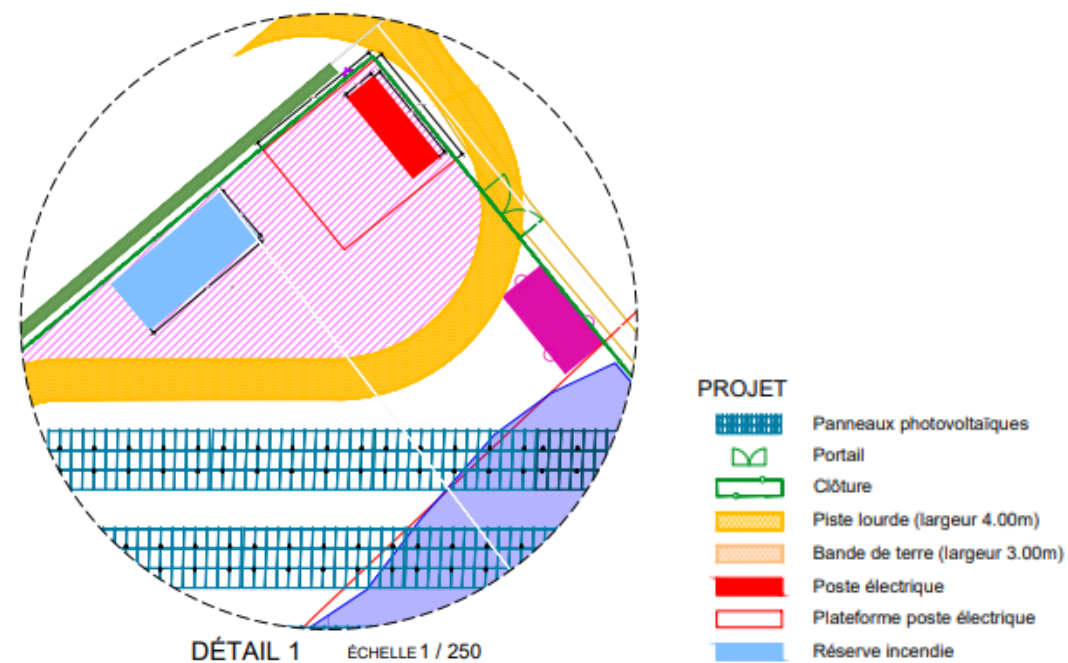 PROJET
Panneaux photovoltaïques
Portail
Clôture
Piste lourde (largeur 4.00m)
Bande de terre (largeur 3.00m)
Poste électrique
Plateforme poste électrique
Réserve incendie
DÉTAIL 1 ÉCHELLE 1 / 250